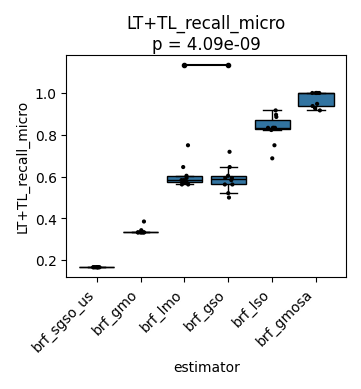 LT+TL_recall_micro
p = 4.09e-09
LT+TL_recall_micro
1.0
0.8
0.6
0.4
0.2
brf_sgso_us
brf_gmo
brf_lmo
brf_gso
brf_lso
brf_gmosa
estimator